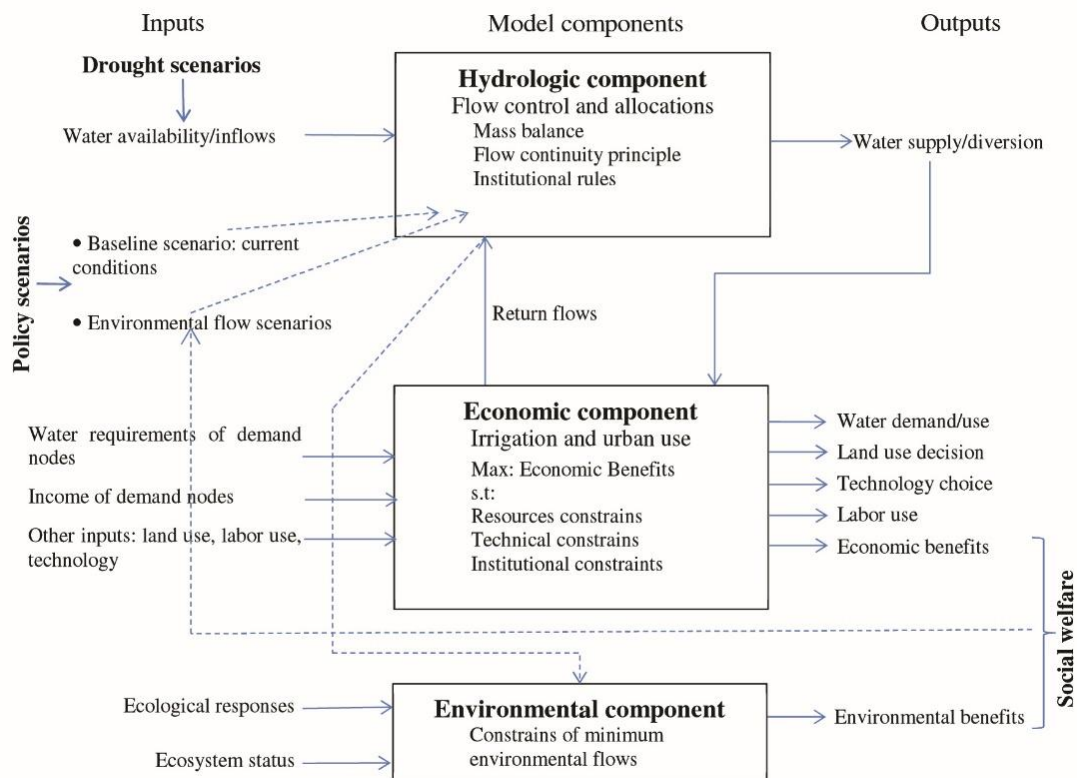 Inputs
Model components
Outputs
Drought scenarios
Water availability/inflows
Hydrologic component
Flow control and allocations
Mass balance
Flow continuity principle
Institutional rules
Water supply/diversion
Policy scenarios
• Baseline scenario: current
conditions
• Environmental flow scenarios
Return flows
Water requirements of demand
nodes
Income of demand nodes
Other inputs: land use, labor use,
technology
Economic component
Irrigation and urban use
Max: Economic Benefits
s.t:
Resources constrains
Technical constrains
Institutional constraints
Water demand/use
Land use decision
Technology choice
Labor use
Economic benefits
Social welfare
Ecological responses
Ecosystem status
Environmental component
Constrains of minimum
environmental flows
Environmental benefits